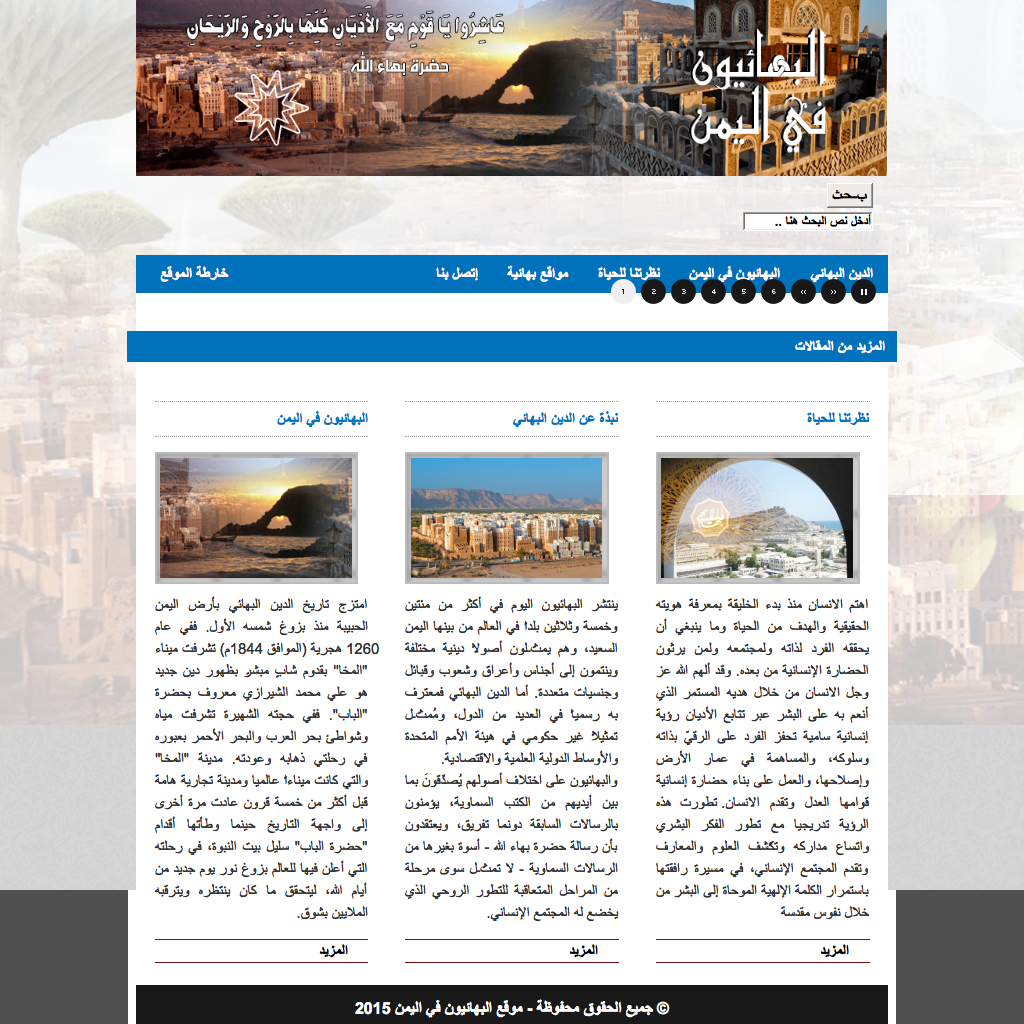 عَاشِرُوا يَا قَوْمِ مَعَ الأَدْيَانِ كُلِّهَا بِالرَّوْحِ وَالرَّيْحَانِ
حضرة بهاء الله
البهائيون
في اليمن
بــحث
أدخل نص البحث هنا ..
الدين البهائي
البهائيون في اليمن
نظرتنا للحياة
مواقع بهائية
إتصل بنا
خارطة الموقع
1 2 3 4 5 6 ‹‹ ››
المزيد من المقالات
نظرتنا للحياة
اهتم الانسان منذ بدء الخليقة بمعرفة هويته
الحقيقية والهدف من الحياة وما ينبغي أن
يحققه الفرد لذاته ولمجتمعه ولمن يرثون
الحضارة الإنسانية من بعده. وقد ألهم الله عز
وجل الانسان من خلال هديه المستمر الذي
أنعم به على البشر عبر تتابع الأديان رؤية
إنسانية سامية تحفز الفرد على الرقيّ بذاته
وسلوكه، والمساهمة في عمار الأرض
وإصلاحها، والعمل على بناء حضارة إنسانية
قوامها العدل وتقدم الانسان. تطورت هذه
الرؤية تدريجيا مع تطور الفكر البشري
واتساع مداركه وتكشف العلوم والمعارف
وتقدم المجتمع الإنساني، في مسيرة رافقتها
باستمرار الكلمة الإلهية الموحاة إلى البشر من
خلال نفوس مقدسة
المزيد
نبذة عن الدين البهائي
ينتشر البهائيون اليوم في أكثر من مئتين
وخمسة وثلاثين بلدا في العالم من بينها اليمن
السعيد، وهم يمثلون أصولا دينية مختلفة
وينتمون إلى أجناس وأعراق وشعوب وقبائل
وجنسيات متعددة. أما الدين البهائي فمعترف
به رسميا في العديد من الدول، ومُمثل
تمثيلا غير حكومي في هيئة الأمم المتحدة
والأوساط الدولية العلمية والاقتصادية.
والبهائيون على اختلاف أصولهم يُصدِّقونَ بما
بين أيديهم من الكتب السماوية، يؤمنون
بالرسالات السابقة دونما تفريق، ويعتقدون
بأن رسالة حضرة بهاء الله - أسوة بغيرها من
الرسالات السماوية - لا تمثل سوى مرحلة
من المراحل المتعاقبة للتطور الروحي الذي
يخضع له المجتمع الإنساني.
المزيد
البهائيون في اليمن
امتزج تاريخ الدين البهائي بأرض اليمن
الحبيبة منذ بزوغ شمسه الأول. ففي عام
1260 هجرية (الموافق 1844م) تشرفت ميناء
"المخا" بقدوم شابٍ مبشرٍ بظهور دين جديد
هو علي محمد الشيرازي معروف بحضرة
"الباب". ففي حجته الشهيرة تشرفت مياه
وشواطئ بحر العرب والبحر الأحمر بعبوره
في رحلتي ذهابه وعودته. مدينة "المخا"
والتي كانت ميناءا عالميا ومدينة تجارية هامة
قبل أكثر من خمسة قرون عادت مرة أخرى
إلى واجهة التاريخ حينما وطأتها أقدام
"حضرة الباب" سليل بيت النبوة، في رحلته
التي أعلن فيها للعالم بزوغ نور يوم جديد من
أيام الله، ليتحقق ما كان ينتظره ويترقبه
الملايين بشوق.
المزيد
© جميع الحقوق محفوظة - موقع البهائيون في اليمن 2015